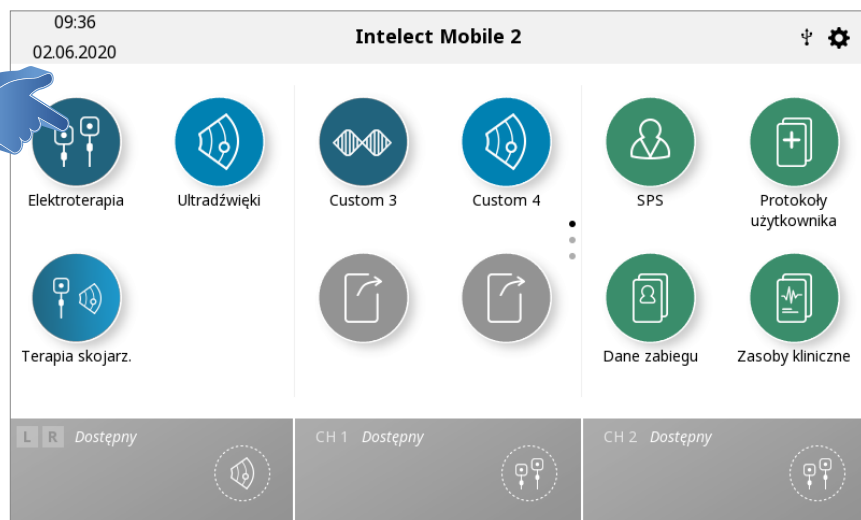 09:36
02.06.2020
Intelect Mobile 2
Elektroterapia
Ultradźwięki
Custom 3
Custom 4
SPS
Protokoły
użytkownika
Terapia skojarz.
Dane zabiegu
Zasoby kliniczne
L R Dostępny
CH 1 Dostępny
CH 2 Dostępny